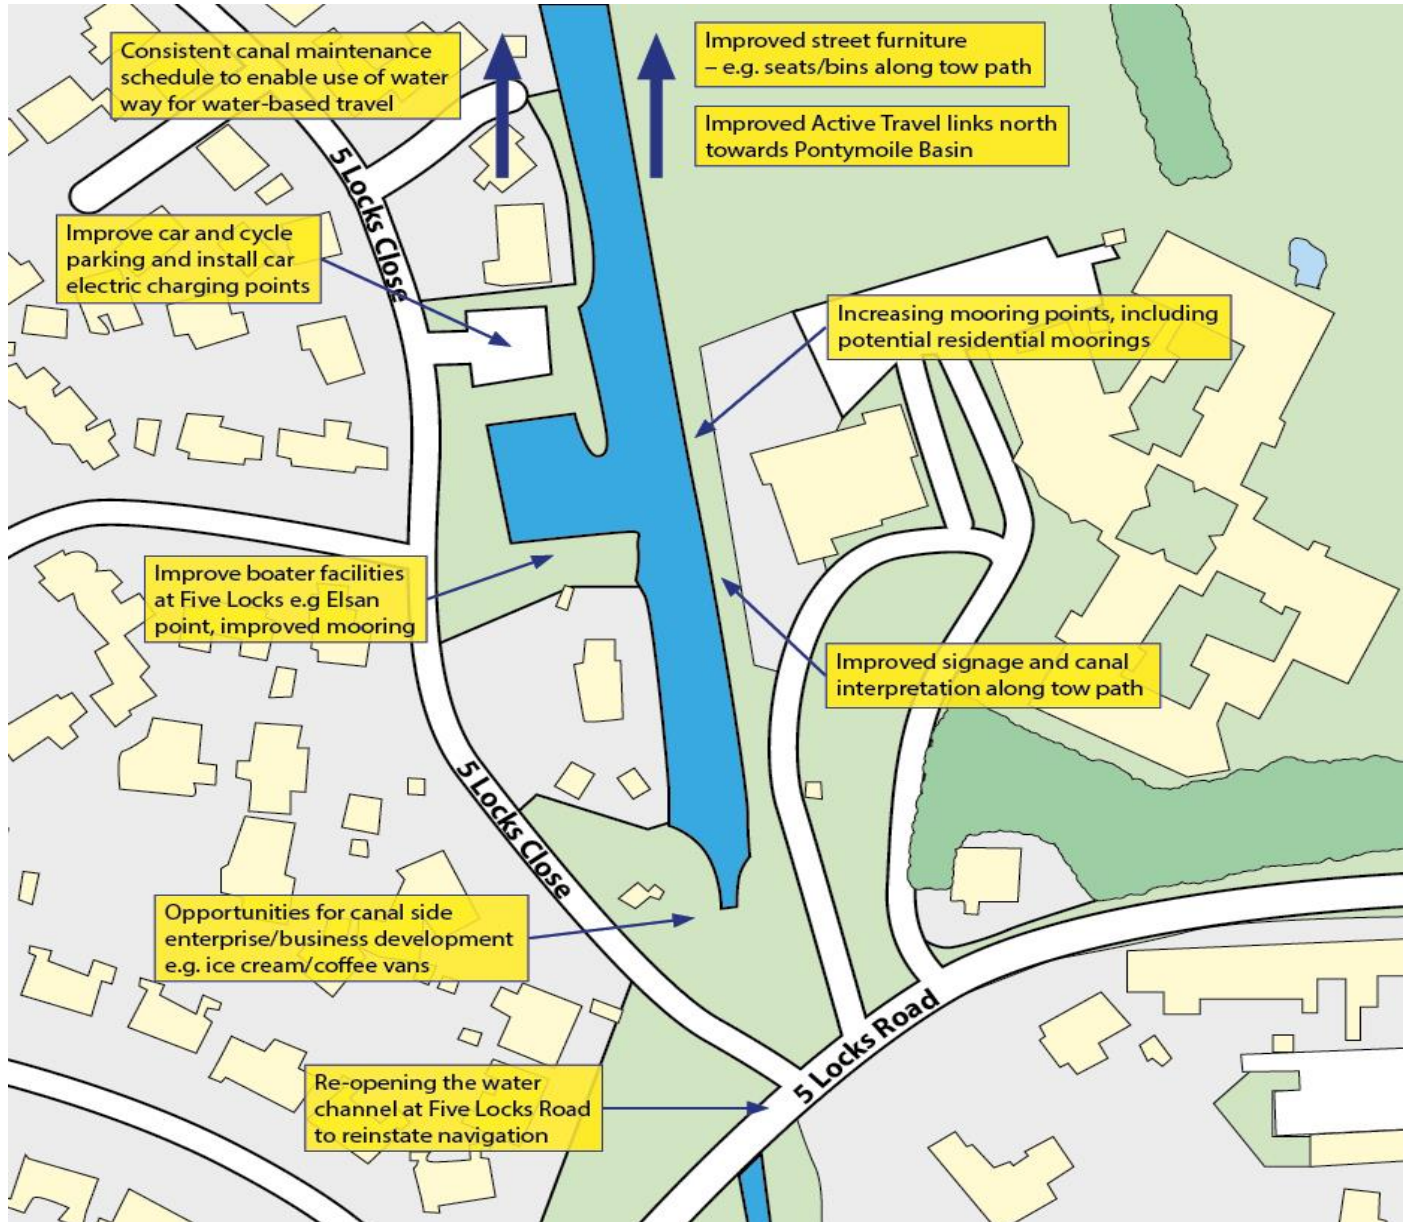 Consistent canal maintenance
schedule to enable use of water
way for water-based travel
Improved street furniture
– e.g. seats/bins along tow path
Improved Active Travel links north
towards Pontymoile Basin
5 Locks Close
Improve car and cycle
parking and install car
electric charging points
Increasing mooring points, including
potential residential moorings
Improve boater facilities
at Five Locks e.g Elsan
point, improved mooring
Improved signage and canal
interpretation along tow path
5 Locks Close
Opportunities for canal side
enterprise/business development
e.g. ice cream/coffee vans
5 Locks Road
Re-opening the water
channel at Five Locks Road
to reinstate navigation